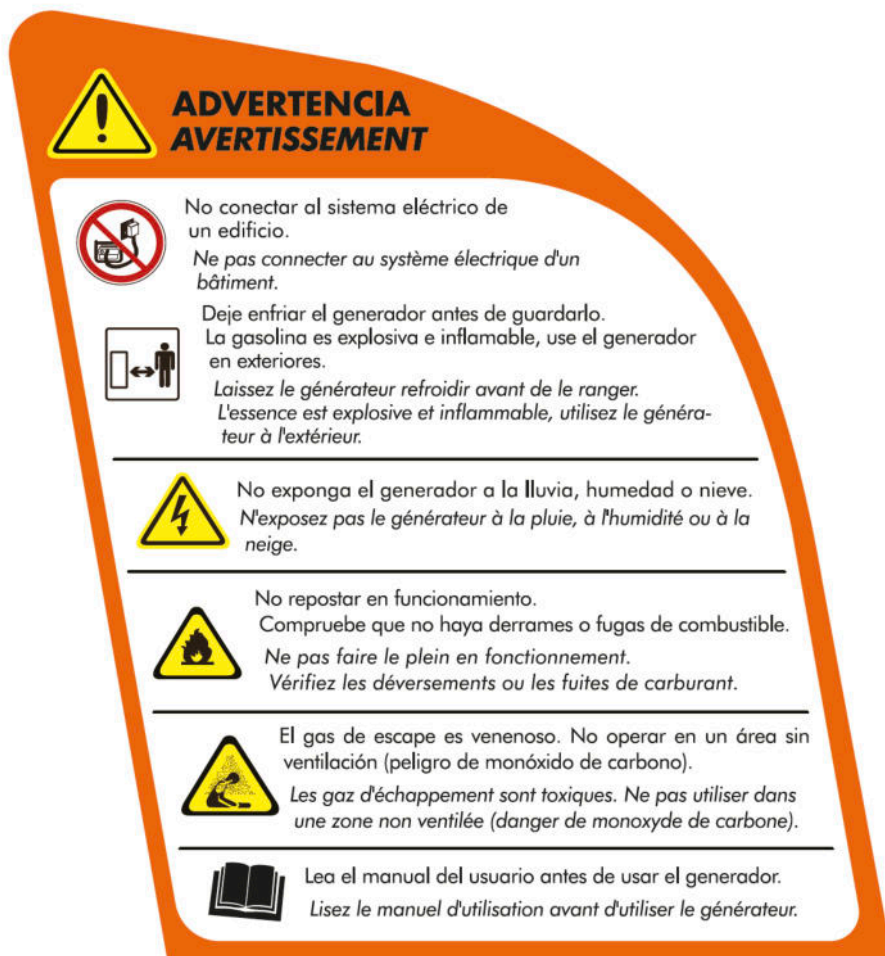 ADVERTENCIA
AVERTISSEMENT
No conectar al sistema eléctrico de
un edificio.
Ne pas connecter au système électrique d'un
bâtiment.
Deje enfriar el generador antes de guardarlo.
La gasolina es explosiva e inflamable, use el generador
en exteriores.
Laissez le générateur refroidir avant de le ranger.
L'essence est explosive et inflammable, utilisez le généra-
teur à l'extérieur.
No exponga el generador a la lluvia, humedad o nieve.
N'exposez pas le générateur à la pluie, à l'humidité ou à la
neige.
No repostar en funcionamiento.
Compruebe que no haya derrames o fugas de combustible.
Ne pas faire le plein en fonctionnement.
Vérifiez les déversements ou les fuites de carburant.
El gas de escape es venenoso. No operar en un área sin
ventilación (peligro de monóxido de carbono).
Les gaz d'échappement sont toxiques. Ne pas utiliser dans
une zone non ventilée (danger de monoxyde de carbone).
Lea el manual del usuario antes de usar el generador.
Lisez le manuel d'utilisation avant d'utiliser le générateur.